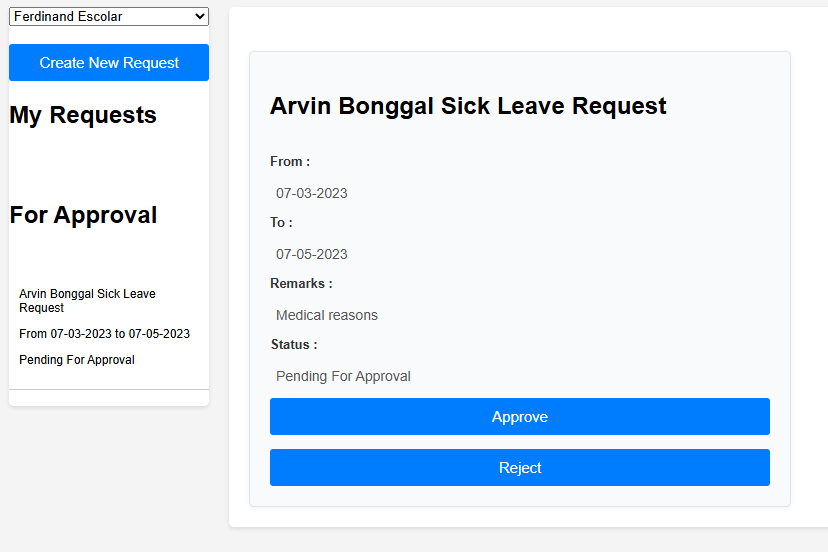 Ferdinand Escolar
Create New Request
My Requests
For Approval
Arvin Bonggal Sick Leave
Request
From 07-03-2023 to 07-05-2023
Pending For Approval
Arvin Bonggal Sick Leave Request
From :
07-03-2023
To :
07-05-2023
Remarks :
Medical reasons
Status :
Pending For Approval
Approve
Reject